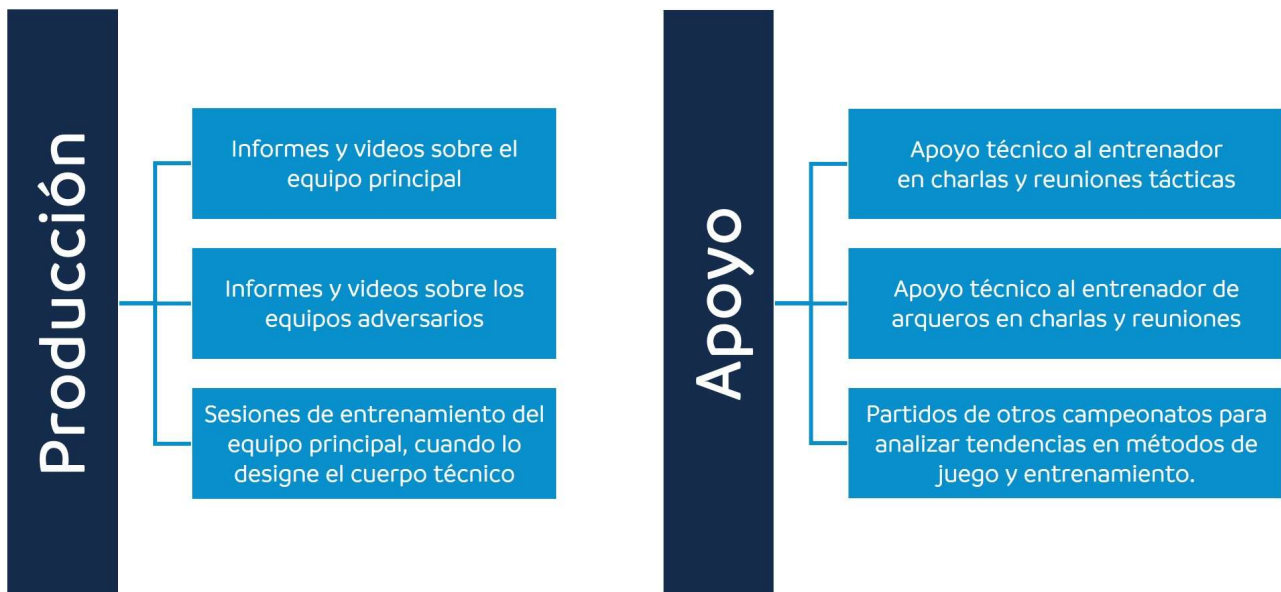 Producción
Informes y videos sobre el
equipo principal
Informes y videos sobre los
equipos adversarios
Sesiones de entrenamiento del
equipo principal, cuando lo
designe el cuerpo técnico
Apoyo
Apoyo técnico al entrenador
en charlas y reuniones tácticas
Apoyo técnico al entrenador de
arqueros en charlas y reuniones
Partidos de otros campeonatos para
analizar tendencias en métodos de
juego y entrenamiento.